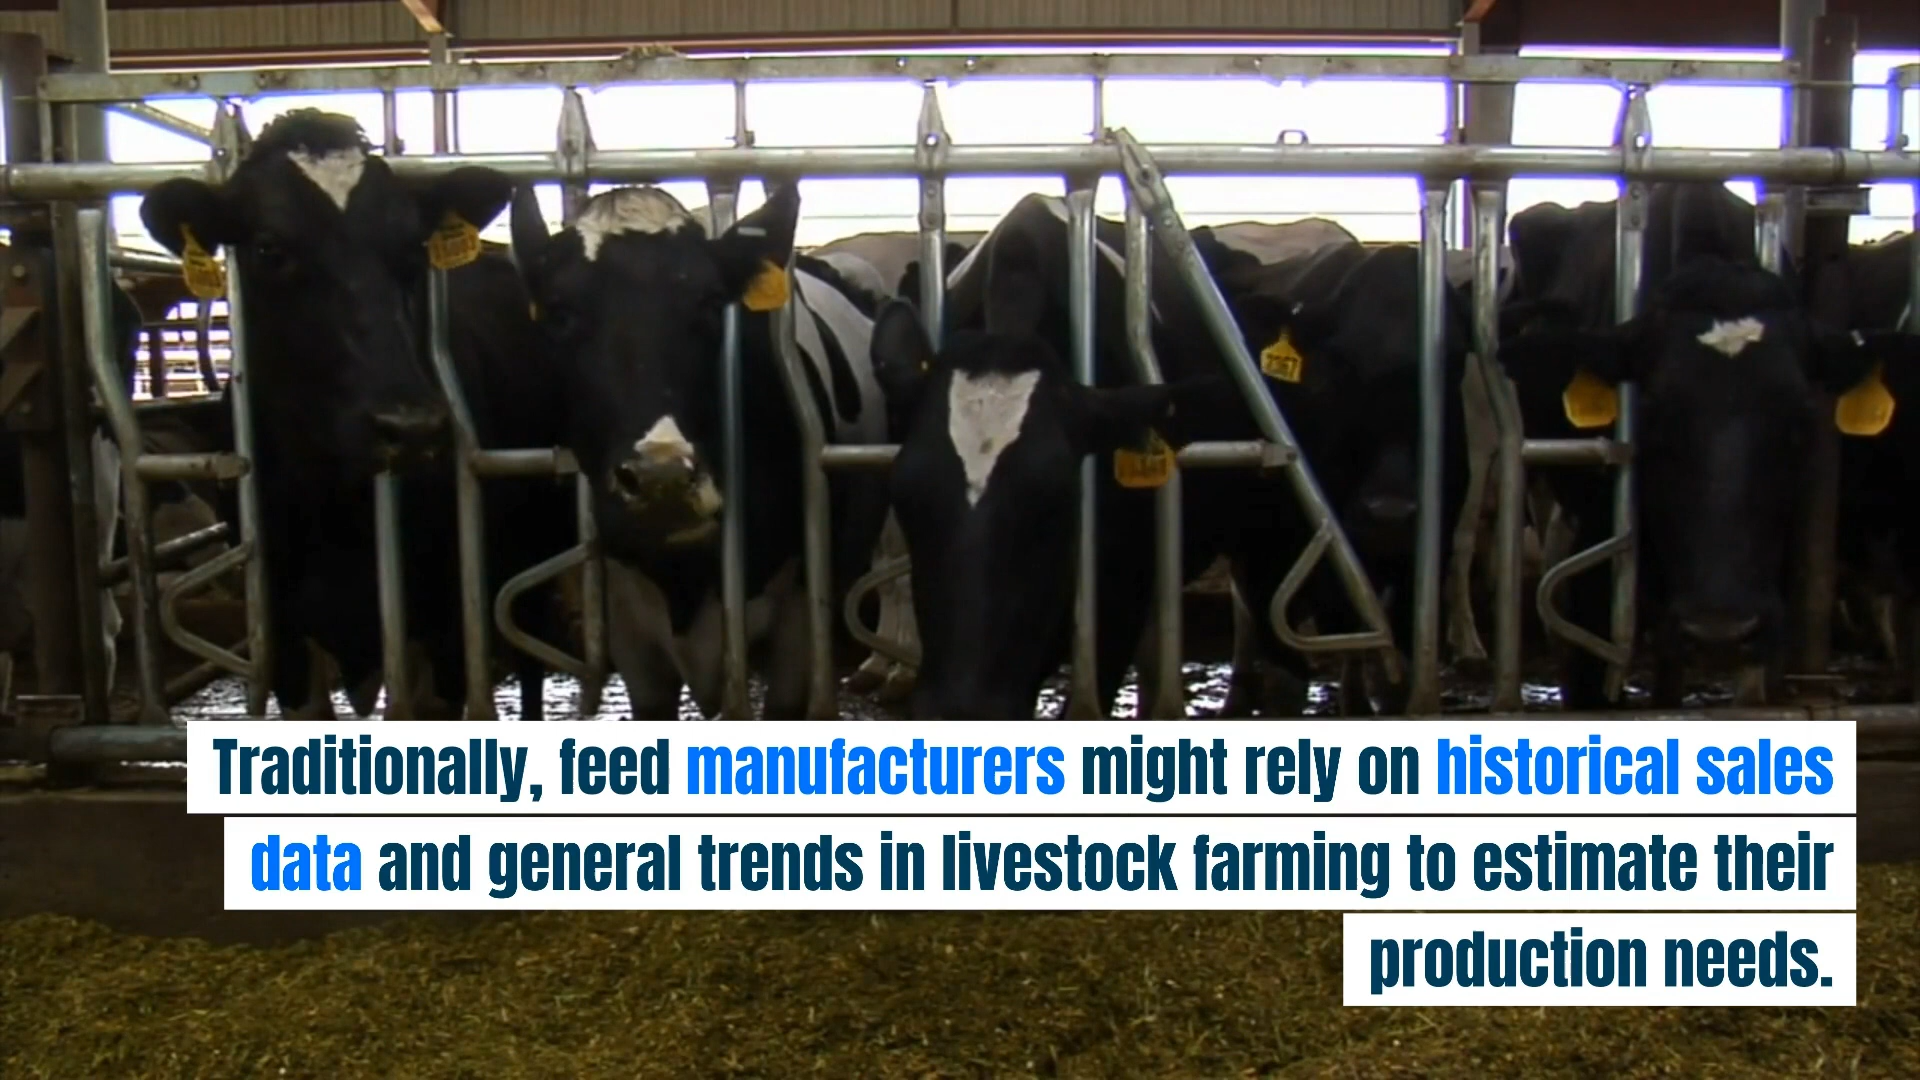 2367
Traditionally, feed manufacturers might rely on historical sales
data and general trends in livestock farming to estimate their
production needs.